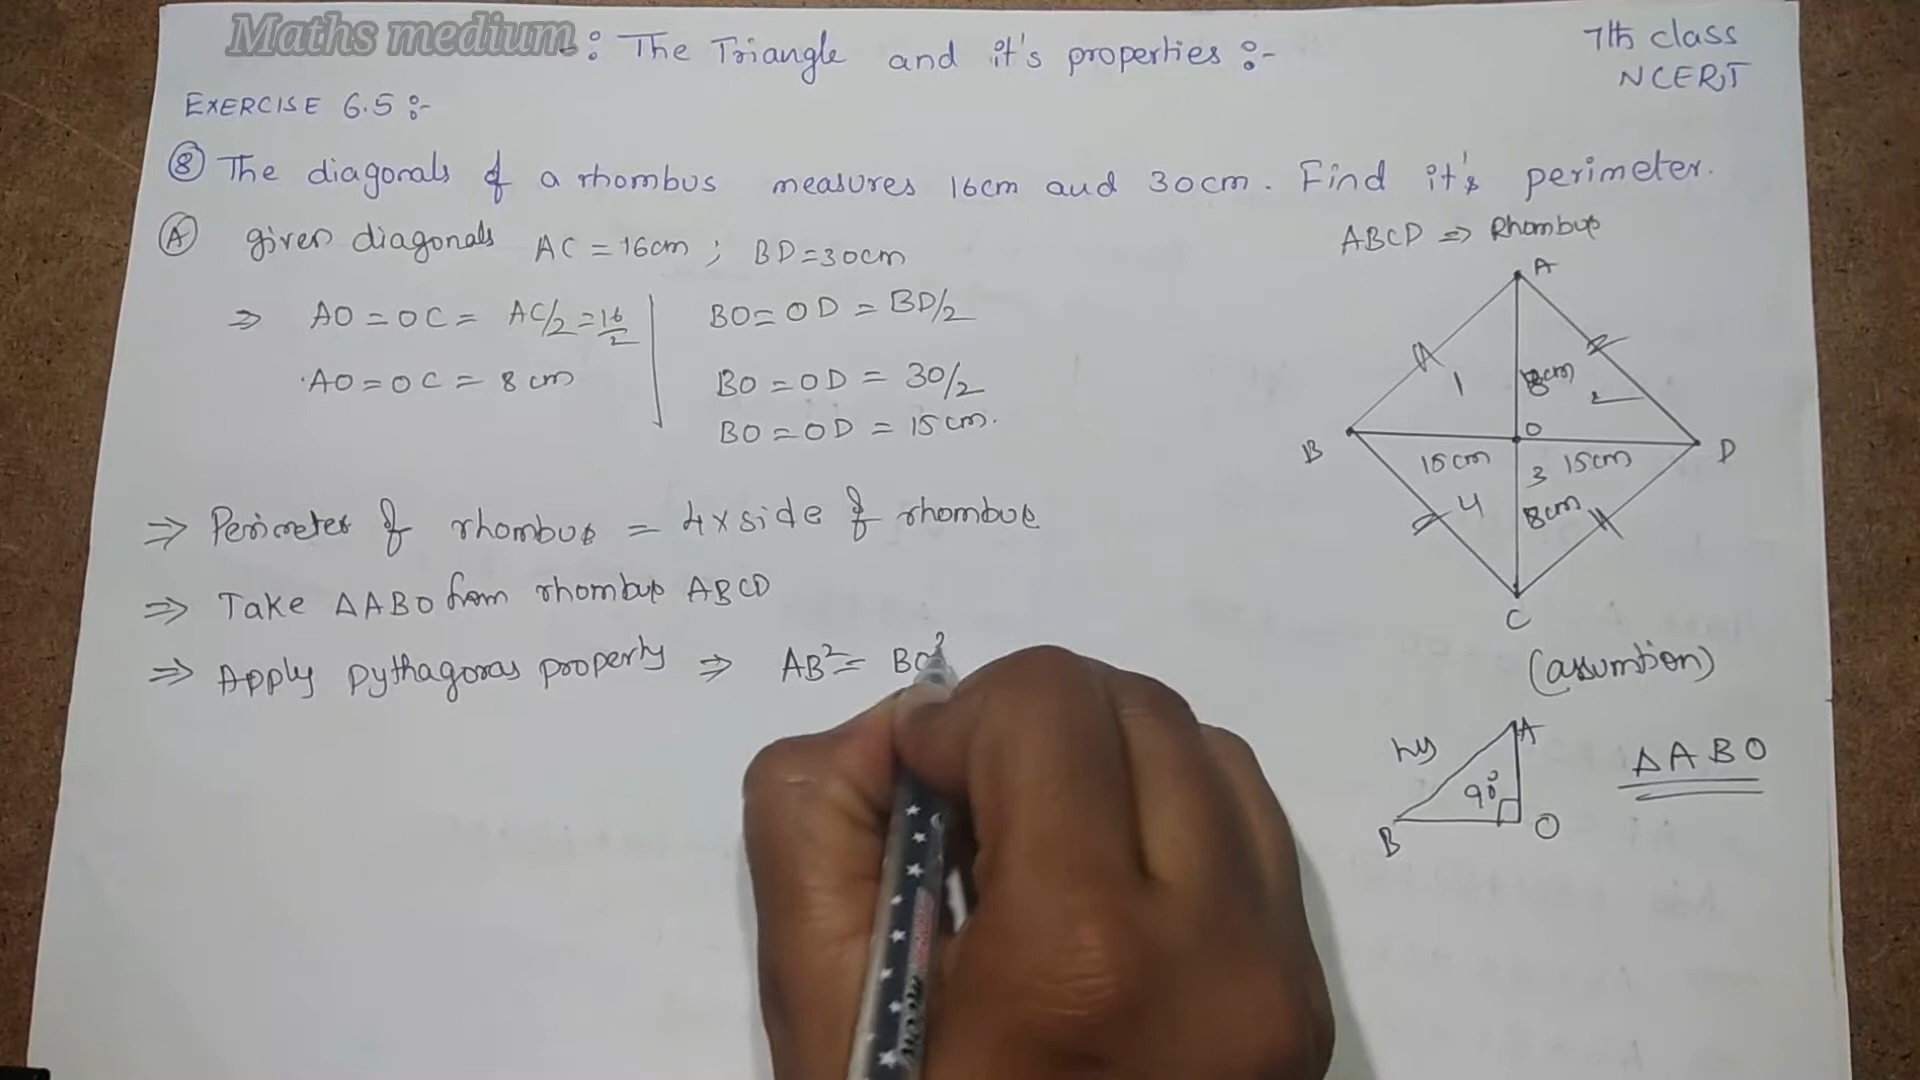 Maths medium
-: The Triangle and it's properties :-
7th class
NCERT
EXERCISE 6.5 :-
8 The diagonals of a rhombus measures 16cm and 30cm. Find it's perimeter.
A given diagonals AC = 16cm ; BD = 30cm
⇒ AO = OC = AC/2 = 16/2
BO = OD = BD/2
AO = OC = 8 cm
BO = OD = 30/2
BO = OD = 15 cm.
⇒ Perimeter of rhombus = 4 x side of rhombus
⇒ Take ΔABO from rhombus ABCD
⇒ Apply pythagoras property ⇒ AB² = BO²
ABCD ⇒ Rhombus
A
1
8cm
2
B
O
D
15cm
3
15cm
4
8cm
C
(assumtion)
hy
A
90°
B
O
ΔABO